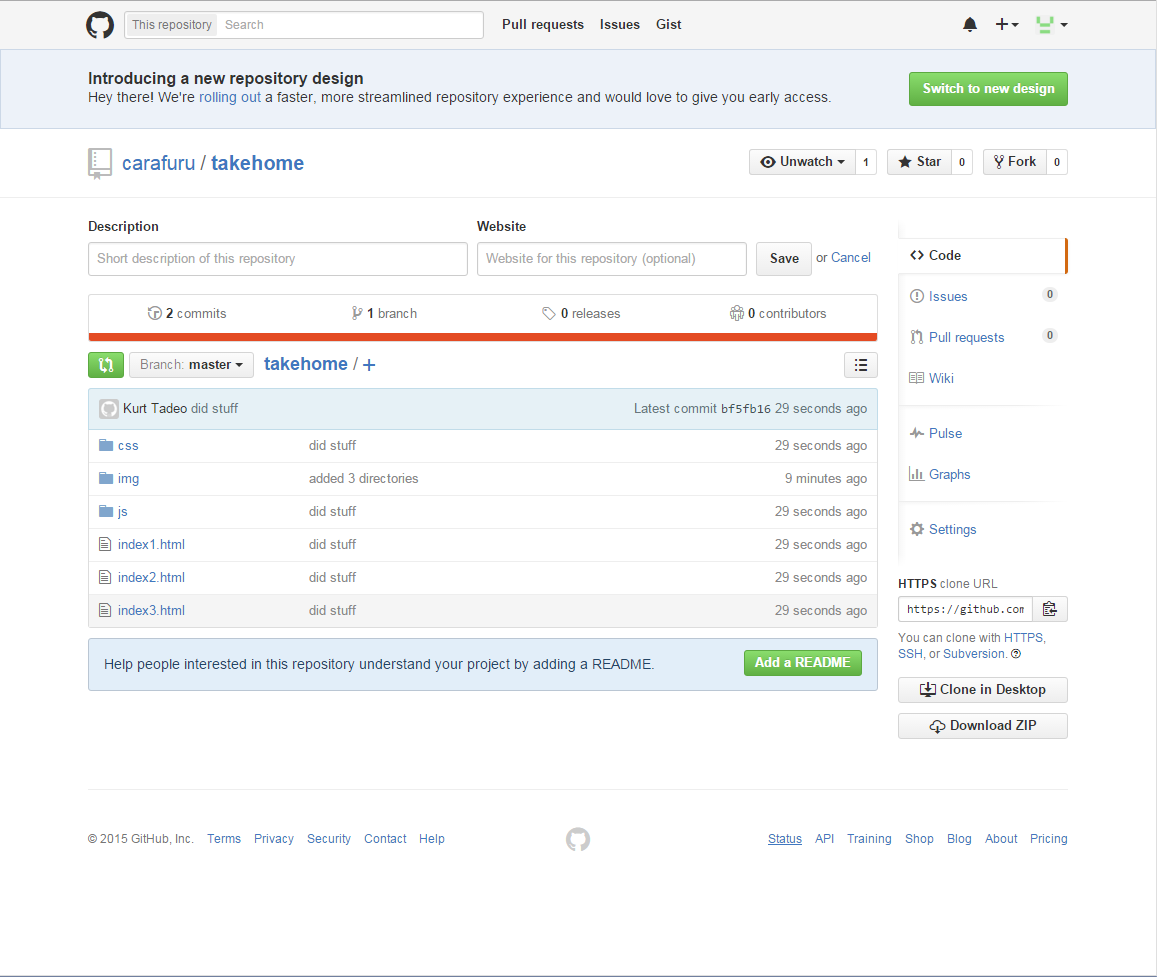 This repository Search Pull requests Issues Gist
Introducing a new repository design
Hey there! We're rolling out a faster, more streamlined repository experience and would love to give you early access.
Switch to new design
carafuru / takehome
Unwatch 1 Star 0 Fork 0
Description
Short description of this repository
Website
Website for this repository (optional)
Save or Cancel
2 commits 1 branch 0 releases 0 contributors
Branch: master takehome / +
Kurt Tadeo did stuff Latest commit bf5fb16 29 seconds ago
css did stuff 29 seconds ago
img added 3 directories 9 minutes ago
js did stuff 29 seconds ago
index1.html did stuff 29 seconds ago
index2.html did stuff 29 seconds ago
index3.html did stuff 29 seconds ago
Help people interested in this repository understand your project by adding a README. Add a README
Code
Issues 0
Pull requests 0
Wiki
Pulse
Graphs
Settings
HTTPS clone URL
https://github.com
You can clone with HTTPS,
SSH, or Subversion.
Clone in Desktop
Download ZIP
© 2015 GitHub, Inc. Terms Privacy Security Contact Help Status API Training Shop Blog About Pricing